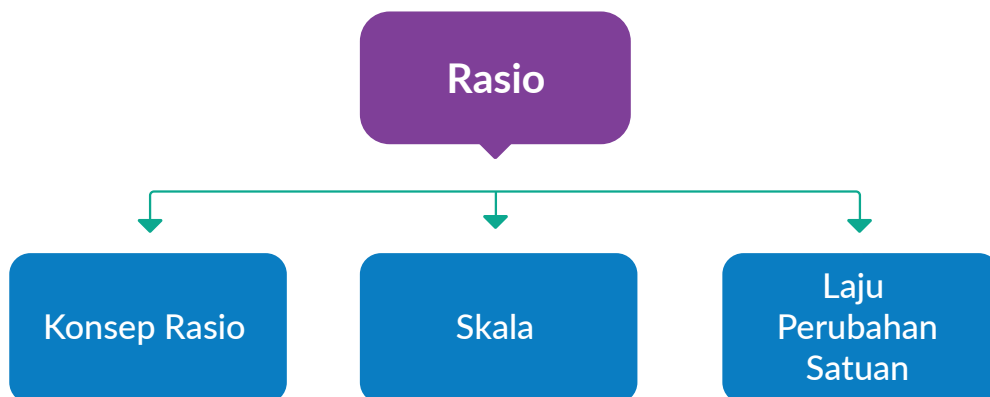 Rasio
Konsep Rasio
Skala
Laju
Perubahan
Satuan